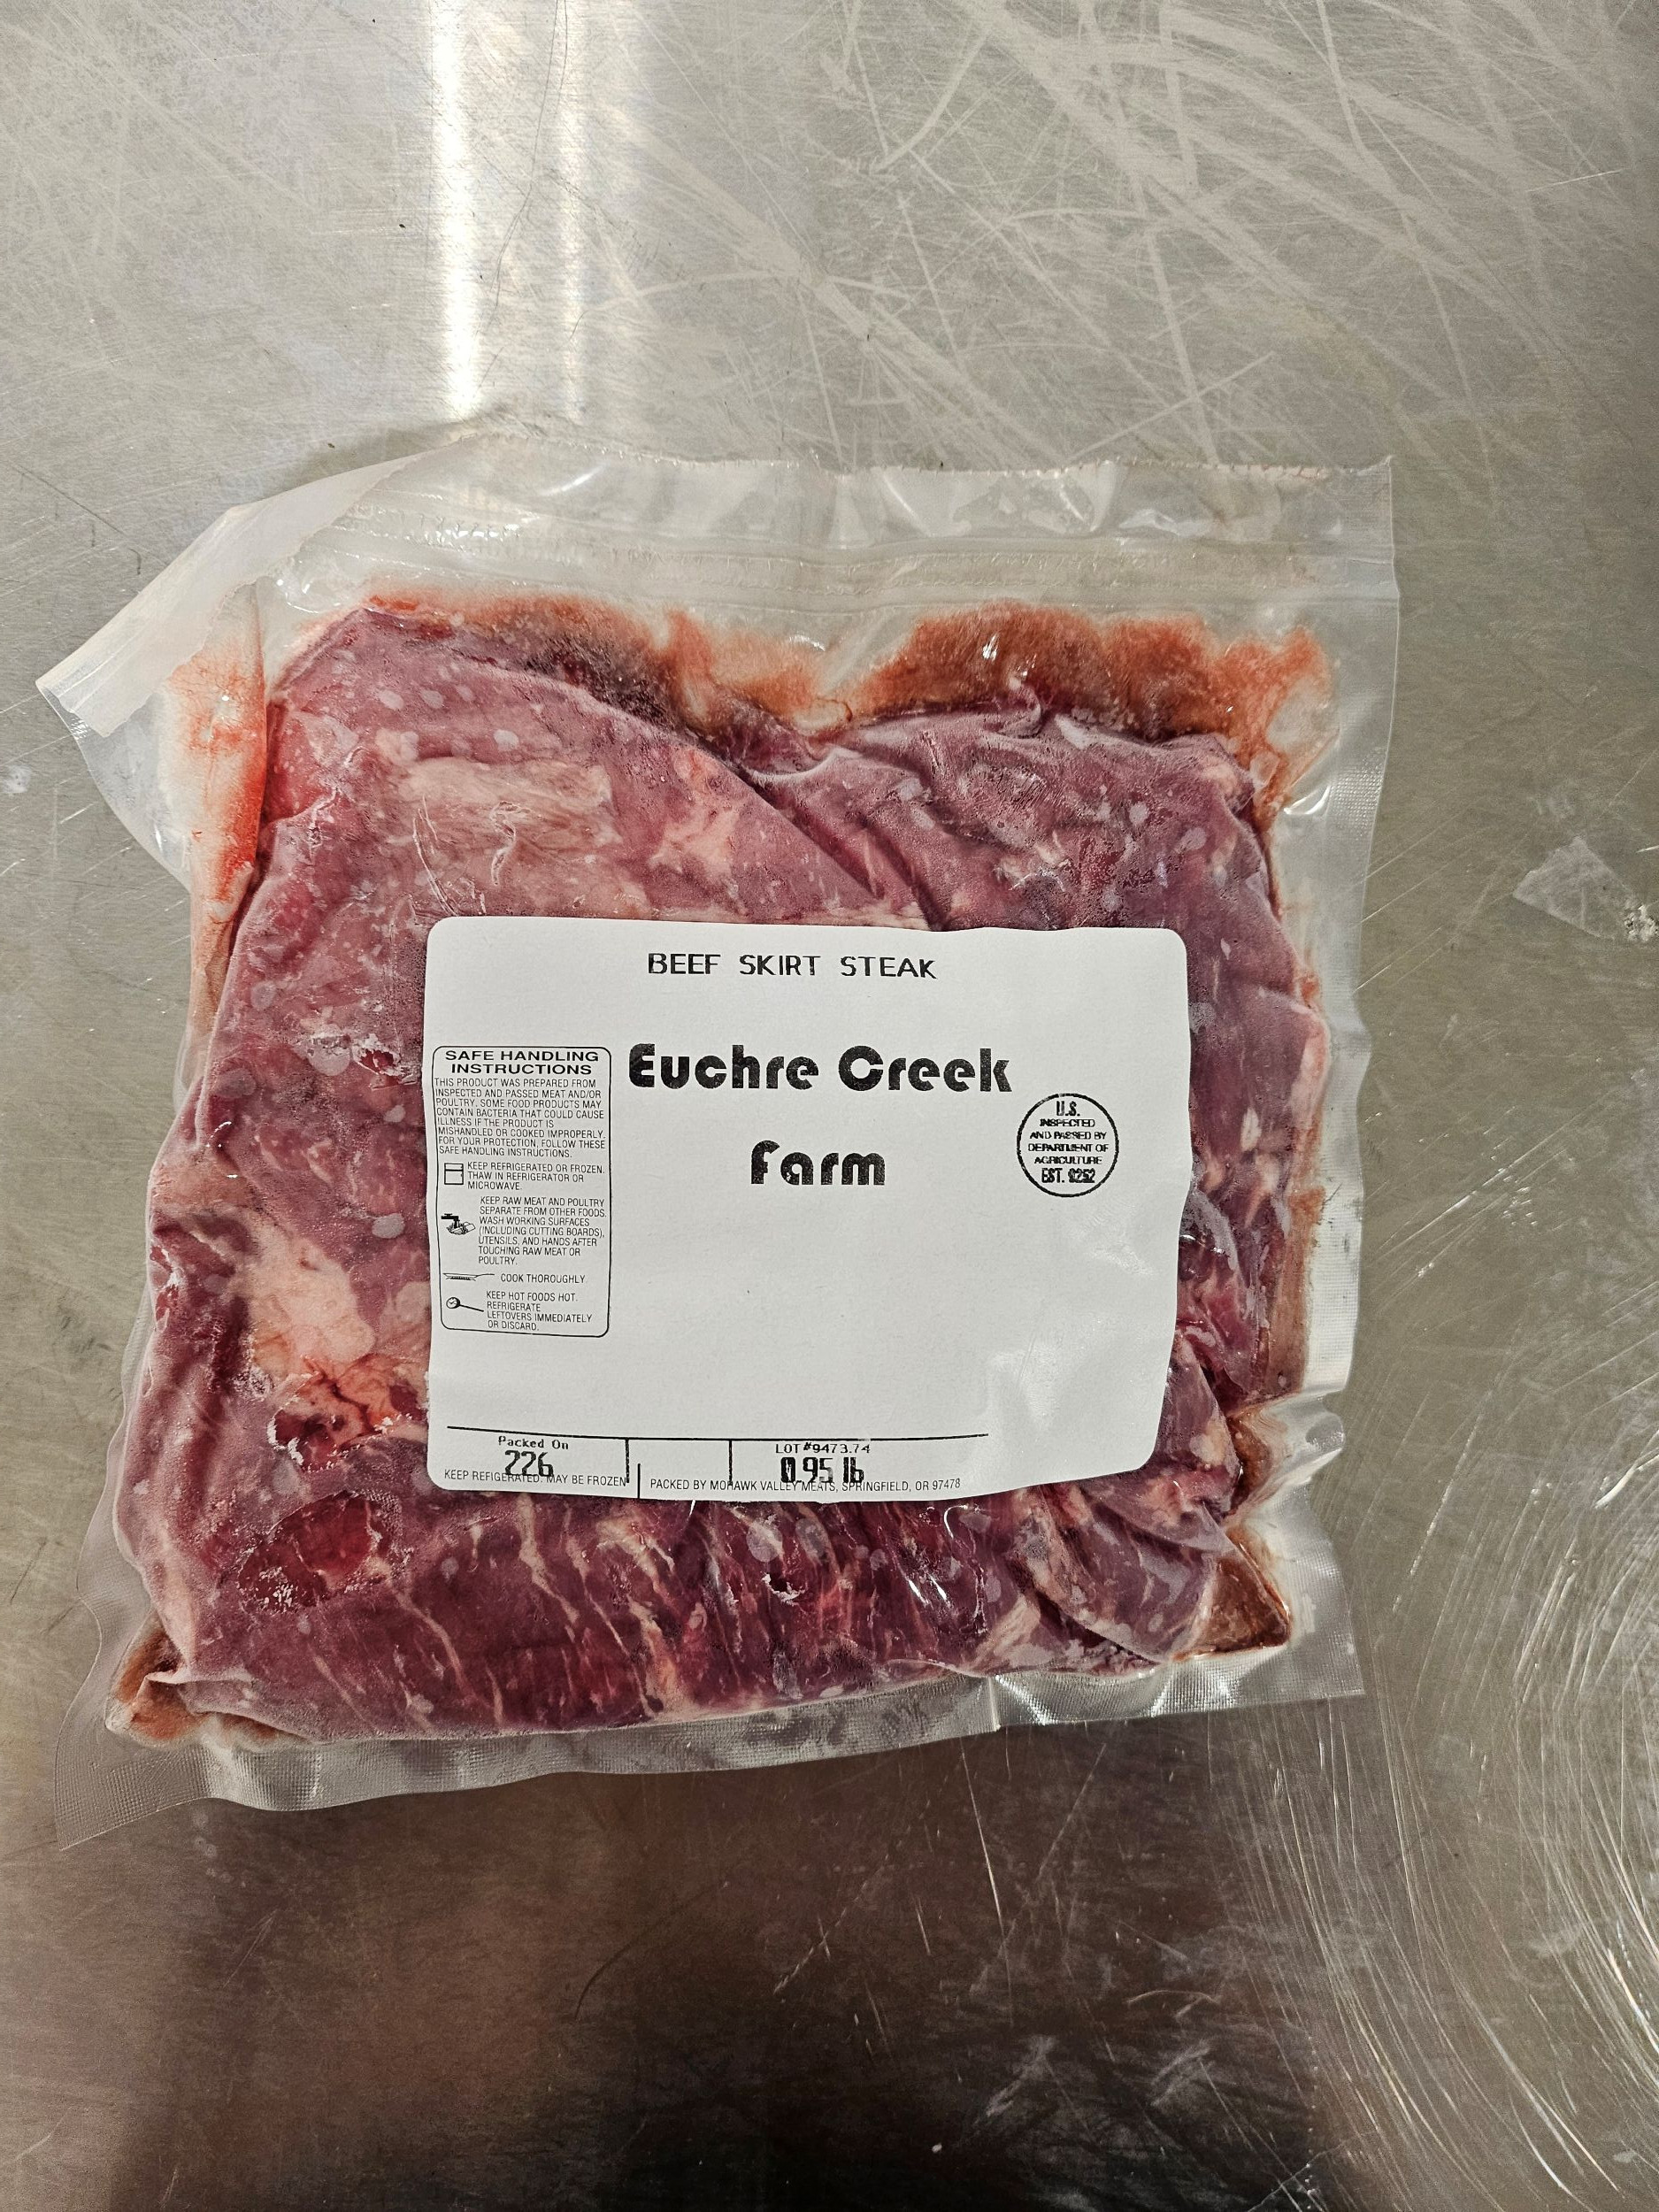 BEEF SKIRT STEAK
Euchre Creek
Farm
SAFE HANDLING
INSTRUCTIONS
THIS PRODUCT WAS PREPARED FROM
INSPECTED AND PASSED MEAT AND/OR
POULTRY. SOME FOOD PRODUCTS MAY
CONTAIN BACTERIA THAT COULD CAUSE
ILLNESS IF THE PRODUCT IS
MISHANDLED OR COOKED IMPROPERLY.
FOR YOUR PROTECTION, FOLLOW THESE
SAFE HANDLING INSTRUCTIONS.
KEEP REFRIGERATED OR FROZEN.
THAW IN REFRIGERATOR OR
MICROWAVE.
KEEP RAW MEAT AND POULTRY
SEPARATE FROM OTHER FOODS.
WASH WORKING SURFACES
(INCLUDING CUTTING BOARDS),
UTENSILS, AND HANDS AFTER
TOUCHING RAW MEAT OR
POULTRY.
COOK THOROUGHLY.
KEEP HOT FOODS HOT.
REFRIGERATE
LEFTOVERS IMMEDIATELY
OR DISCARD.
U.S.
INSPECTED
AND PASSED BY
DEPARTMENT OF
AGRICULTURE
EST. 9252
Packed On
226
LOT #9473.74
0.95 lb
KEEP REFIGERATED. MAY BE FROZEN
PACKED BY MOHAWK VALLEY MEATS, SPRINGFIELD, OR 97478